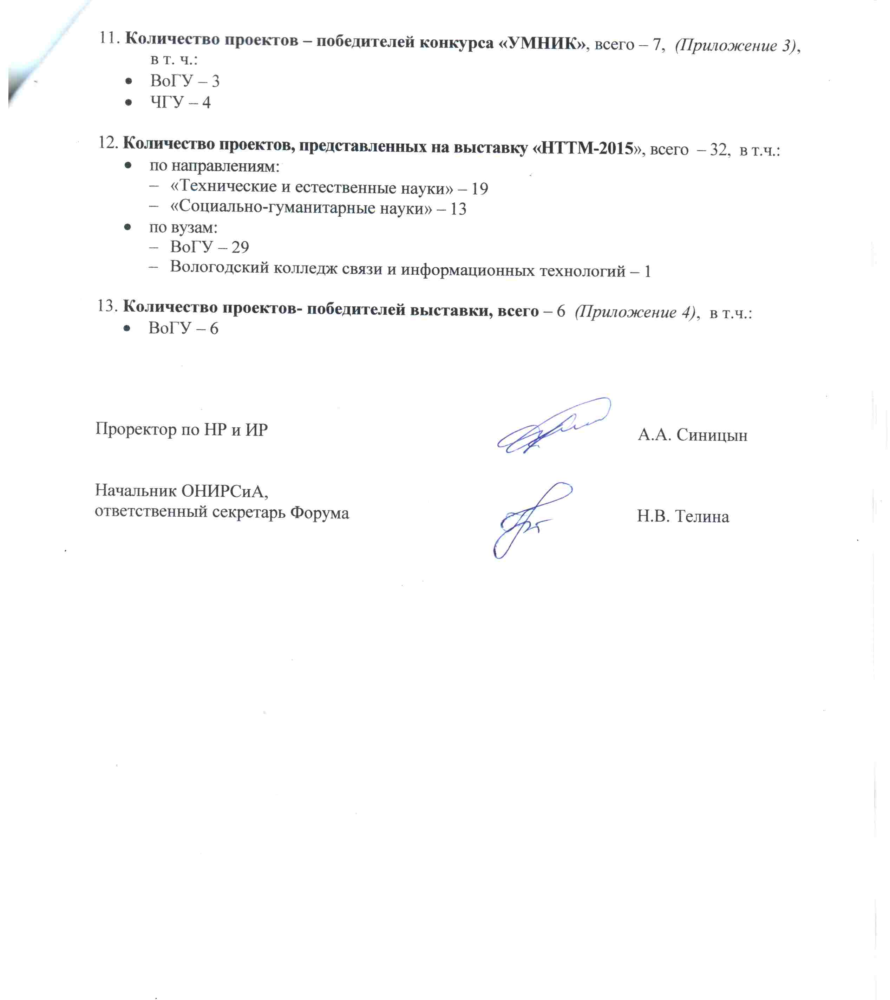 11. Количество проектов – победителей конкурса «УМНИК», всего – 7, (Приложение 3),
в т. ч.:
• ВоГУ – 3
• ЧГУ – 4
12. Количество проектов, представленных на выставку «НТТМ-2015», всего – 32, в т.ч.:
• по направлениям:
– «Технические и естественные науки» – 19
– «Социально-гуманитарные науки» – 13
• по вузам:
– ВоГУ – 29
– Вологодский колледж связи и информационных технологий – 1
13. Количество проектов- победителей выставки, всего – 6 (Приложение 4), в т.ч.:
• ВоГУ – 6
Проректор по НР и ИР А.А. Синицын
Начальник ОНИРСиА,
ответственный секретарь Форума Н.В. Телина